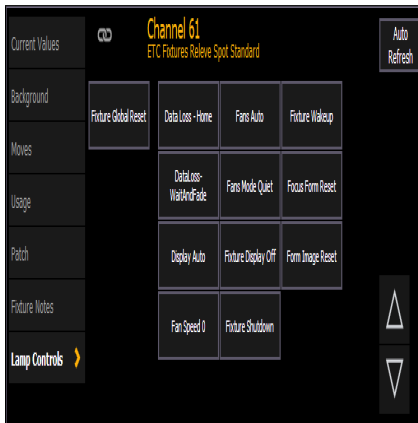 Channel 61
ETC Fixtures Releve Spot Standard
Auto
Refresh
Current Values
Background
Moves
Usage
Patch
Fixture Notes
Lamp Controls
Fixture Global Reset
Data Loss - Home
Fans Auto
Fixture Wakeup
DataLoss-
WaitAndFade
Fans Mode Quiet
Focus Form Reset
Display Auto
Fixture Display Off
Form Image Reset
Fan Speed 0
Fixture Shutdown